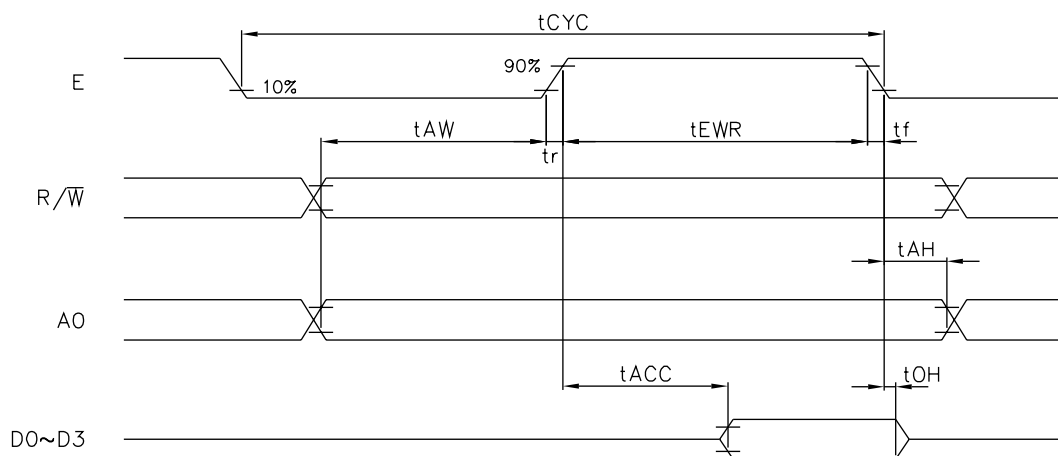 tCYC
E
10%
90%
tAW
tr
tEWR
tf
R/W̅
tAH
A0
tACC
tOH
D0~D3